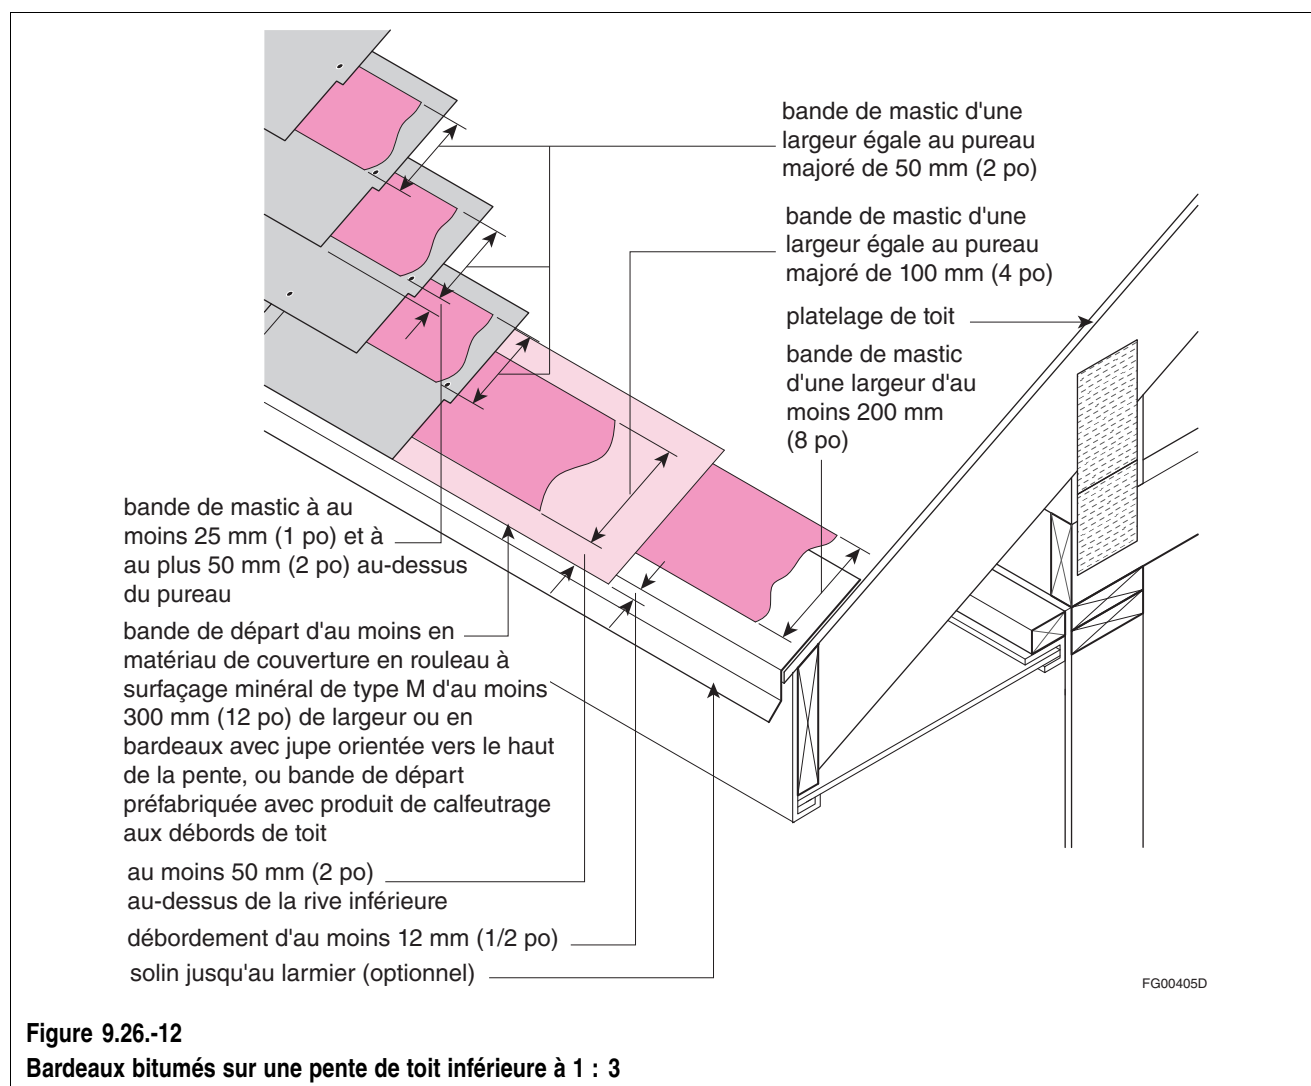 bande de mastic d'une
largeur égale au pureau
majoré de 50 mm (2 po)
bande de mastic d'une
largeur égale au pureau
majoré de 100 mm (4 po)
platelage de toit
bande de mastic
d'une largeur d'au
moins 200 mm
(8 po)
bande de mastic à au
moins 25 mm (1 po) et à
au plus 50 mm (2 po) au-dessus
du pureau
bande de départ d'au moins en
matériau de couverture en rouleau à
surfaçage minéral de type M d'au moins
300 mm (12 po) de largeur ou en
bardeaux avec jupe orientée vers le haut
de la pente, ou bande de départ
préfabriquée avec produit de calfeutrage
aux débords de toit
au moins 50 mm (2 po)
au-dessus de la rive inférieure
débordement d'au moins 12 mm (1/2 po)
solin jusqu'au larmier (optionnel)
FG00405D
Figure 9.26.-12
Bardeaux bitumés sur une pente de toit inférieure à 1 : 3